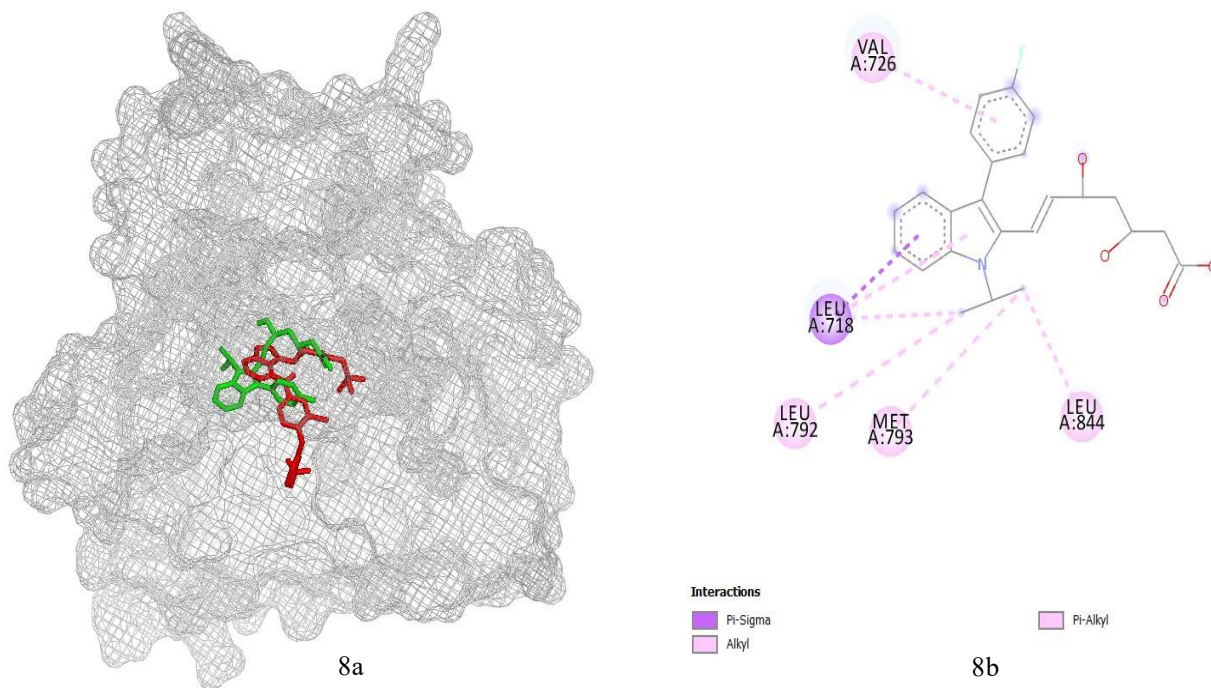 VAL
A:726
F
O
N
O
O
O
LEU
A:718
LEU
A:792
MET
A:793
LEU
A:844
Interactions
Pi-Sigma
Pi-Alkyl
Alkyl
8a
8b